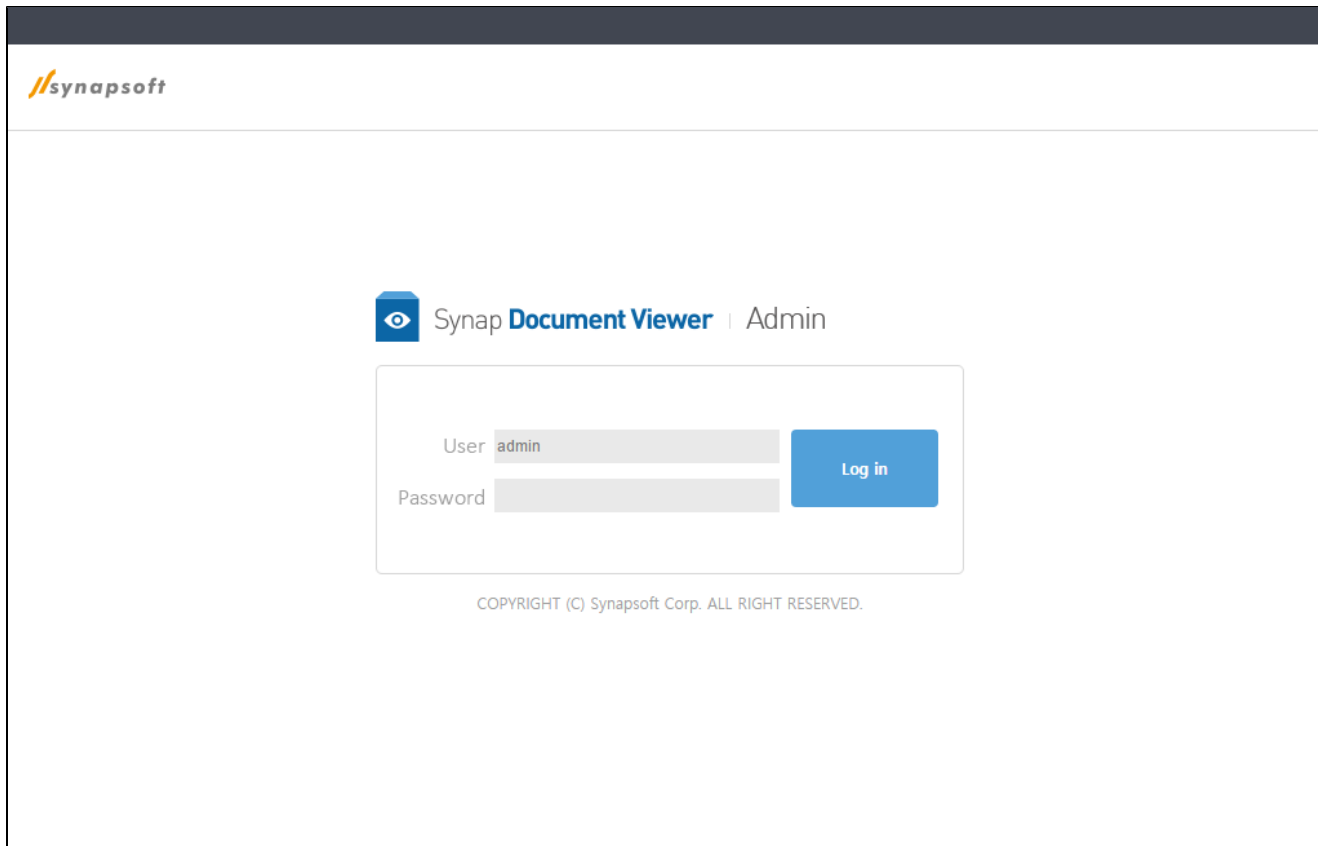 synapsoft
Synap Document Viewer | Admin
User admin
Log in
Password
COPYRIGHT (C) Synapsoft Corp. ALL RIGHT RESERVED.